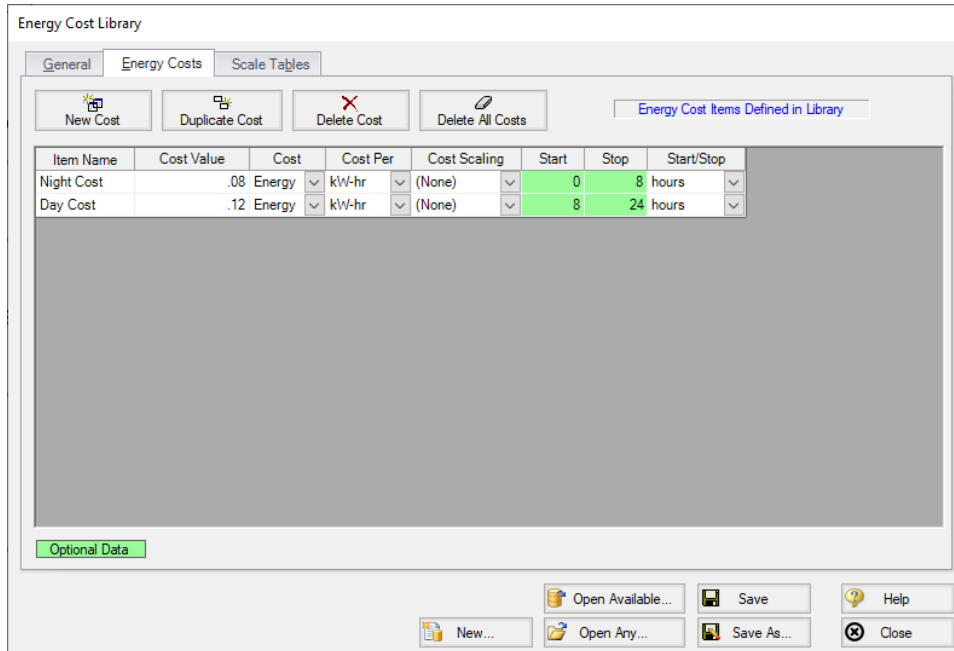 Energy Cost Library
General Energy Costs Scale Tables
New Cost Duplicate Cost Delete Cost Delete All Costs Energy Cost Items Defined in Library
Item Name Cost Value Cost Cost Per Cost Scaling Start Stop Start/Stop
Night Cost .08 Energy kW-hr (None) 0 8 hours
Day Cost .12 Energy kW-hr (None) 8 24 hours
Optional Data
Open Available... Save Help
New... Open Any... Save As... Close